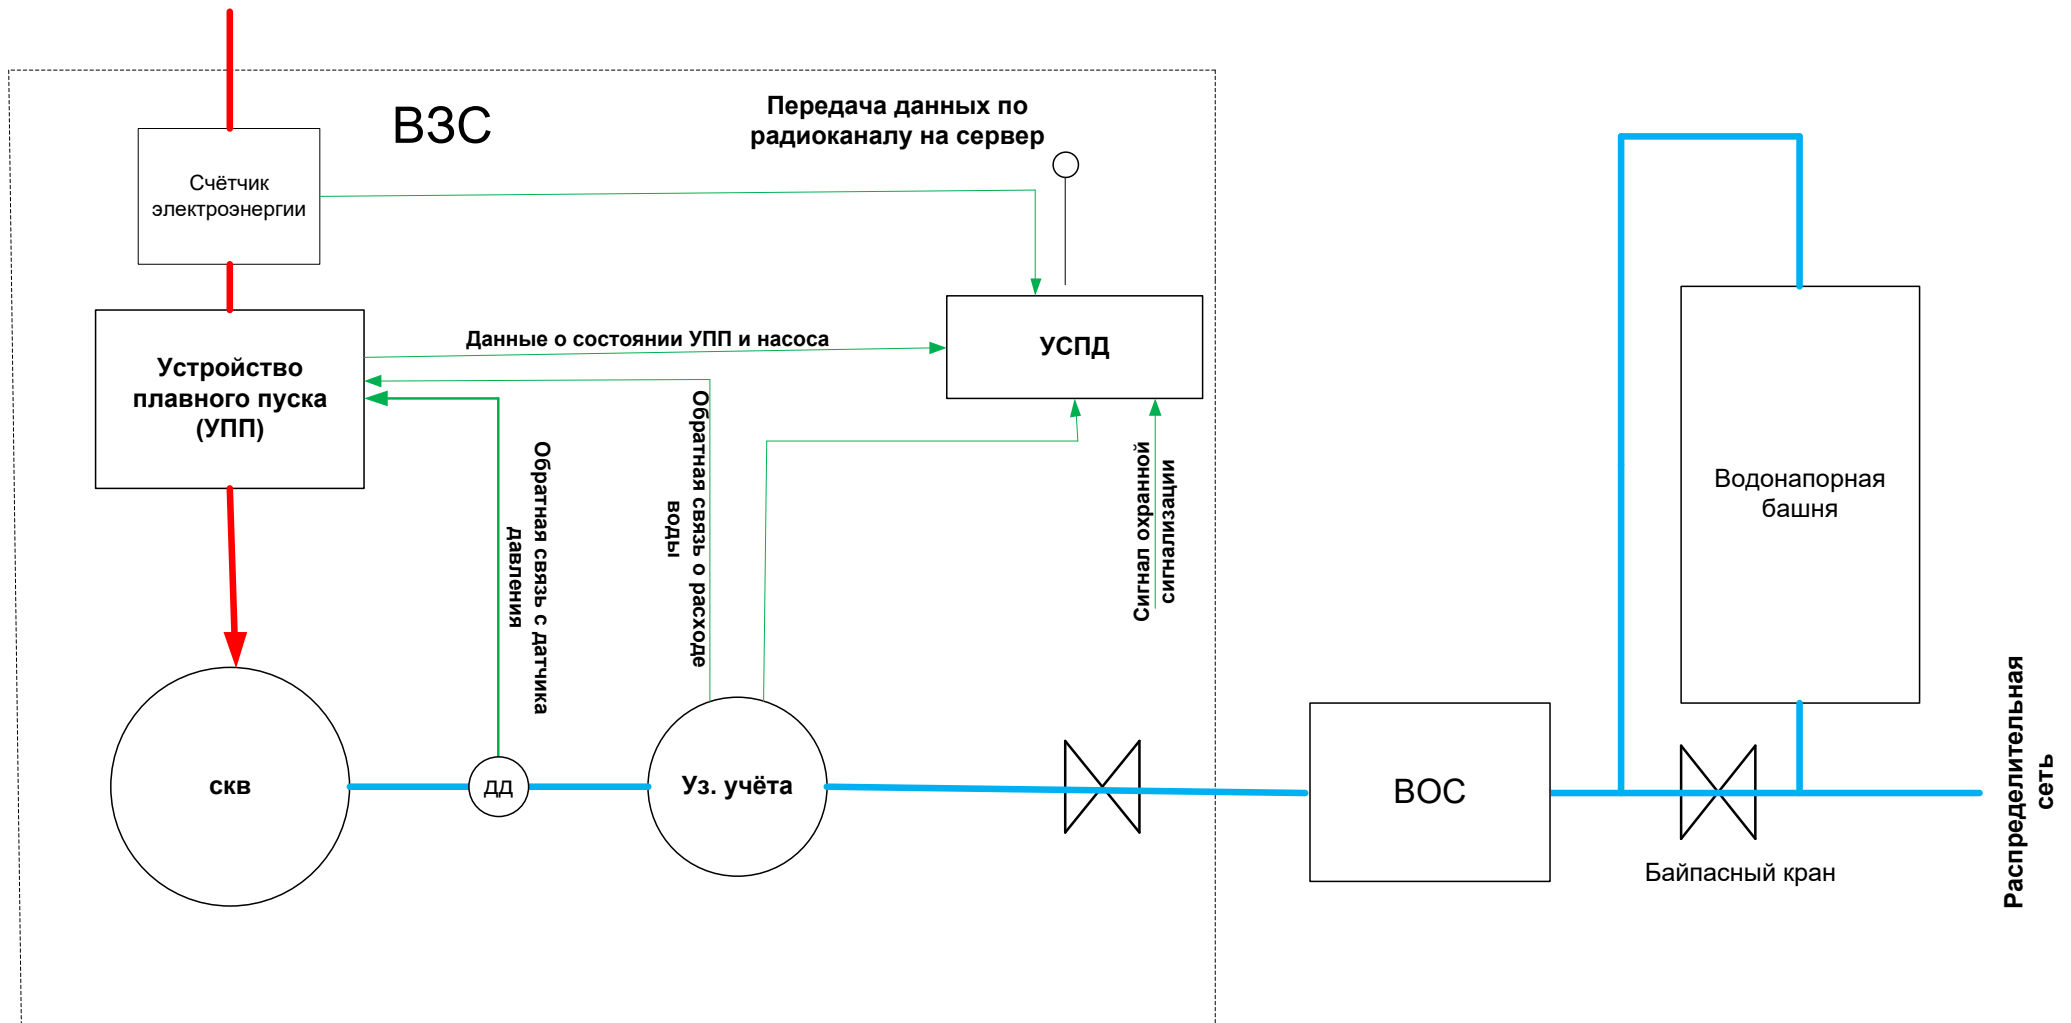 ВЗС
Передача данных по
радиоканалу на сервер
Счётчик
электроэнергии
Данные о состоянии УПП и насоса
УСПД
Устройство
плавного пуска
(УПП)
Обратная связь с датчика
давления
Обратная связь о расходе
воды
Сигнал охранной
сигнализации
Водонапорная
башня
скв
дд
Уз. учёта
ВОС
Байпасный кран
Распределительная
сеть